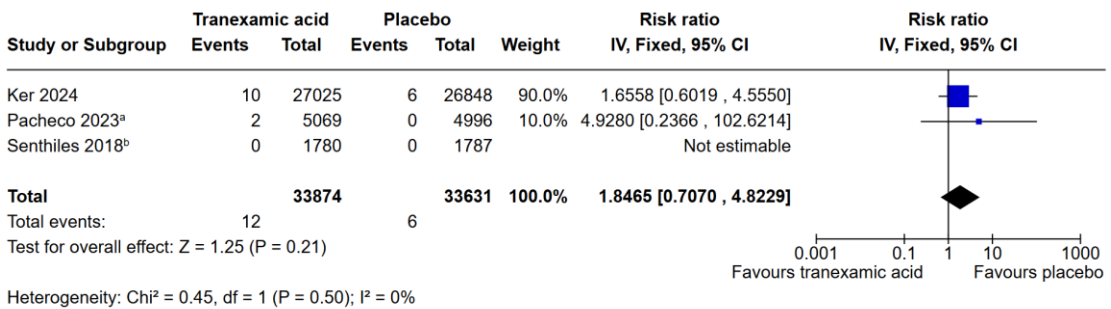 Tranexamic acid Placebo Risk ratio Risk ratio
Study or Subgroup Events Total Events Total Weight IV, Fixed, 95% CI IV, Fixed, 95% CI
Ker 2024 10 27025 6 26848 90.0% 1.6558 [0.6019 , 4.5550]
Pacheco 2023ᵃ 2 5069 0 4996 10.0% 4.9280 [0.2366 , 102.6214]
Senthiles 2018ᵇ 0 1780 0 1787 Not estimable
Total 33874 33631 100.0% 1.8465 [0.7070 , 4.8229]
Total events: 12 6
Test for overall effect: Z = 1.25 (P = 0.21)
0.001 0.1 1 10 1000
Favours tranexamic acid Favours placebo
Heterogeneity: Chi² = 0.45, df = 1 (P = 0.50); I² = 0%